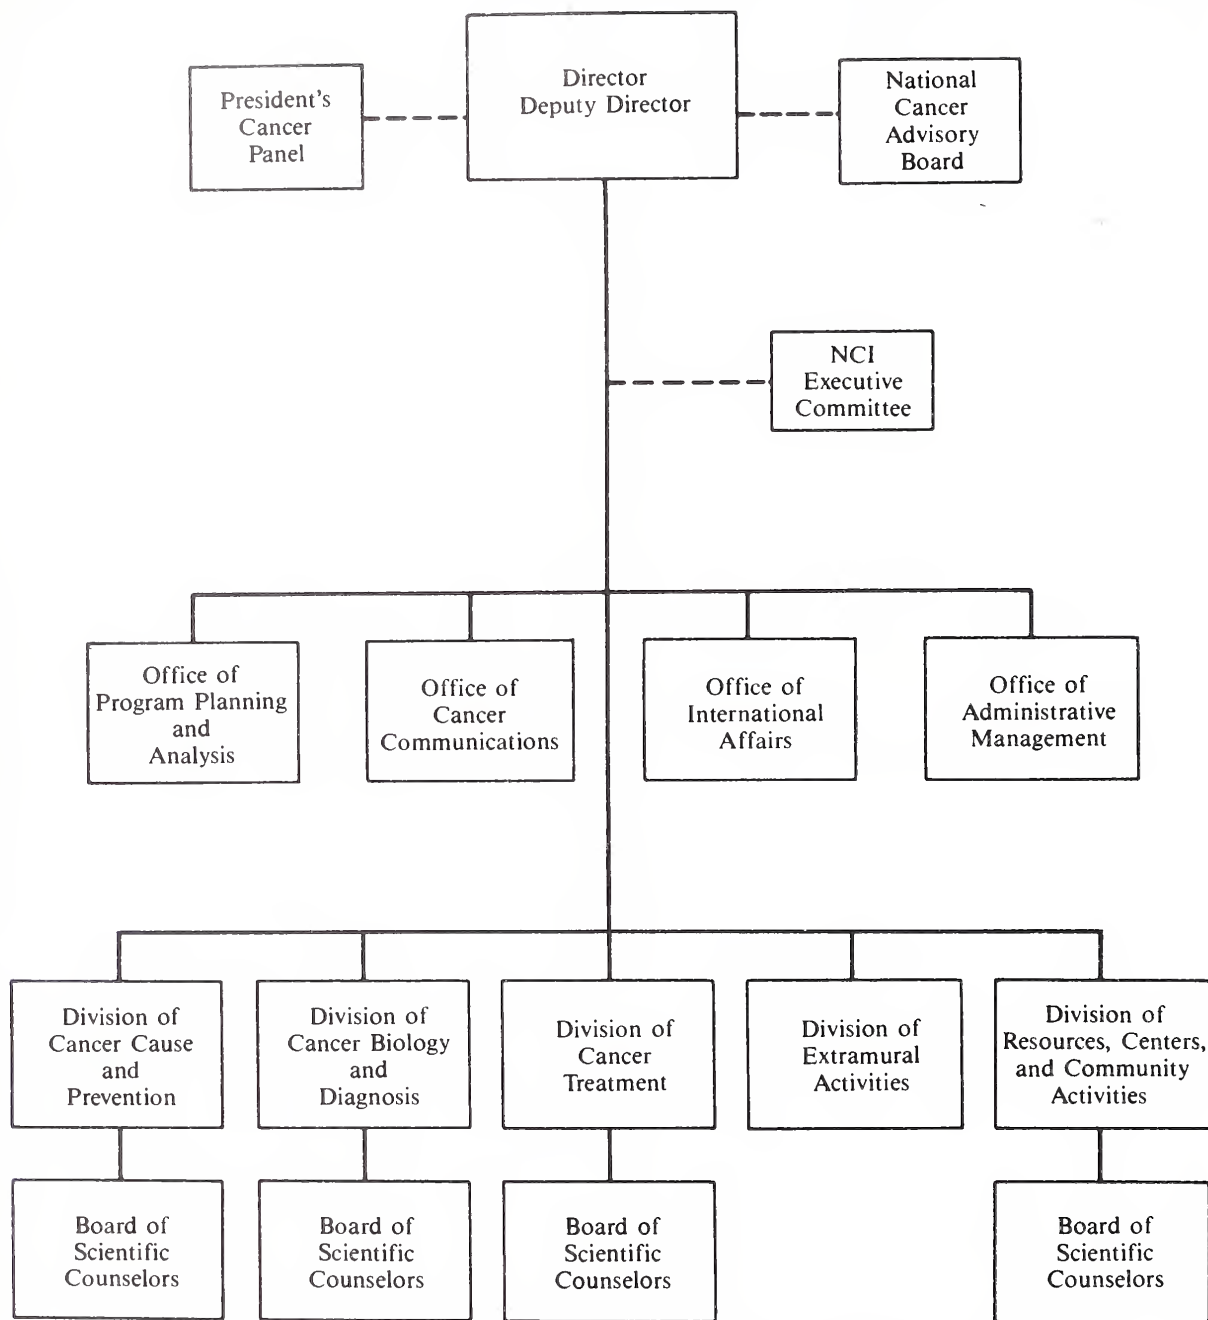 President's
Cancer
Panel
Director
Deputy Director
National
Cancer
Advisory
Board
NCI
Executive
Committee
Office of
Program Planning
and
Analysis
Office of
Cancer
Communications
Office of
International
Affairs
Office of
Administrative
Management
Division of
Cancer Cause
and
Prevention
Division of
Cancer Biology
and
Diagnosis
Division of
Cancer
Treatment
Division of
Extramural
Activities
Division of
Resources, Centers,
and Community
Activities
Board of
Scientific
Counselors
Board of
Scientific
Counselors
Board of
Scientific
Counselors
Board of
Scientific
Counselors